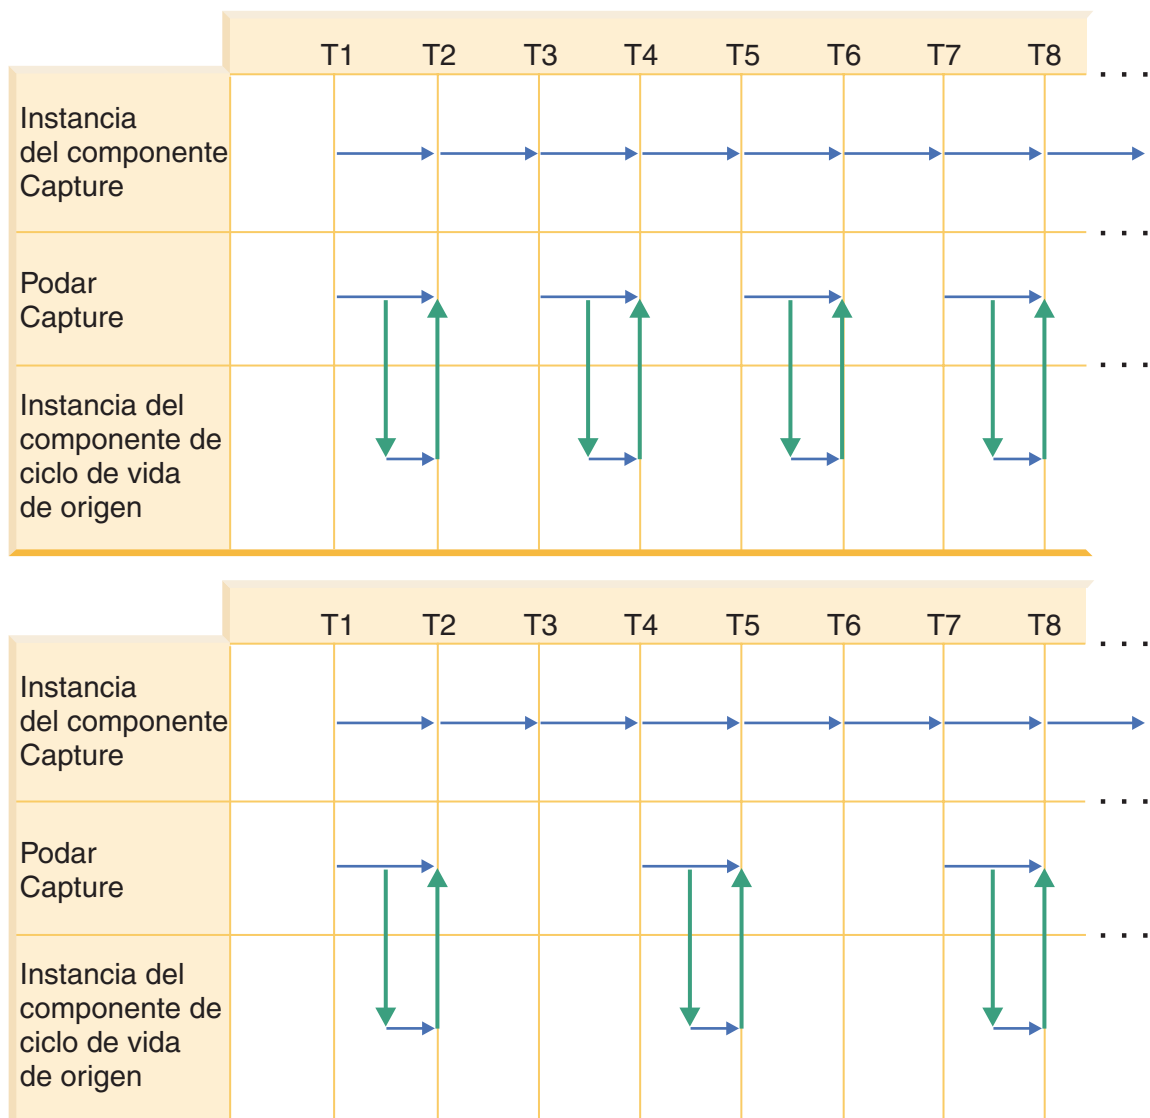 T1 T2 T3 T4 T5 T6 T7 T8
. . .
Instancia
del componente
Capture
. . .
Podar
Capture
. . .
Instancia del
componente de
ciclo de vida
de origen
T1 T2 T3 T4 T5 T6 T7 T8
. . .
Instancia
del componente
Capture
. . .
Podar
Capture
. . .
Instancia del
componente de
ciclo de vida
de origen